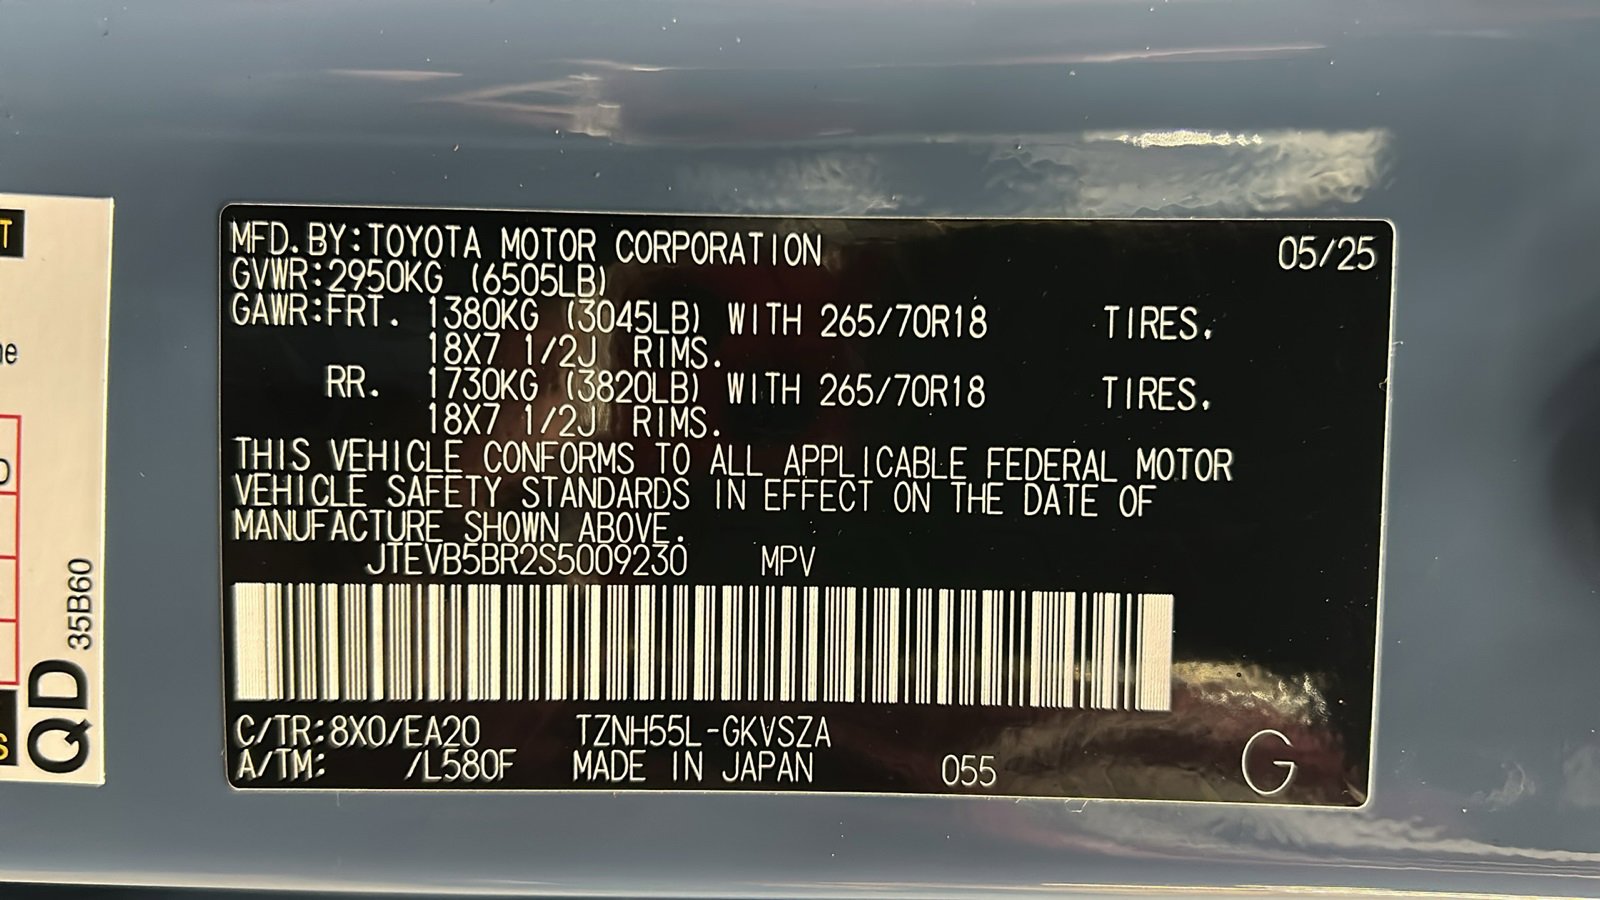 T
ne
D
S
QD 35B60
MFD.BY:TOYOTA MOTOR CORPORATION 05/25
GVWR:2950KG (6505LB)
GAWR:FRT. 1380KG (3045LB) WITH 265/70R18 TIRES.
18X7 1/2J RIMS.
RR. 1730KG (3820LB) WITH 265/70R18 TIRES.
18X7 1/2J RIMS.
THIS VEHICLE CONFORMS TO ALL APPLICABLE FEDERAL MOTOR
VEHICLE SAFETY STANDARDS IN EFFECT ON THE DATE OF
MANUFACTURE SHOWN ABOVE.
JTEVB5BR2S5009230 MPV
C/TR:8X0/EA20 TZNH55L-GKVSZA
A/TM: /L580F MADE IN JAPAN 055 G